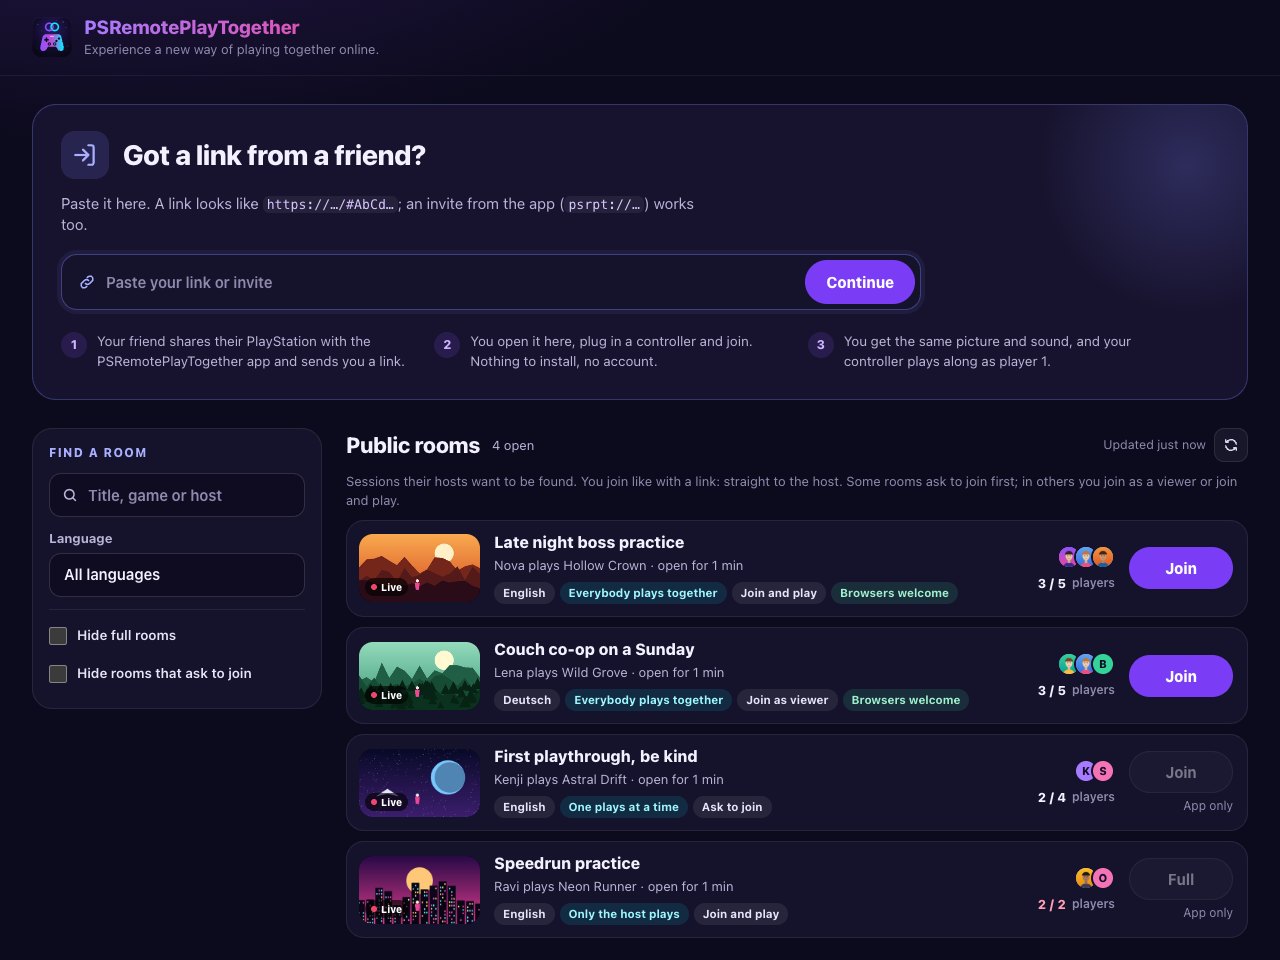 PSRemotePlayTogether
Experience a new way of playing together online.
Got a link from a friend?
Paste it here. A link looks like https://…/#AbCd… ; an invite from the app ( psrpt://… ) works
too.
Paste your link or invite
Continue
1
Your friend shares their PlayStation with the
PSRemotePlayTogether app and sends you a link.
2
You open it here, plug in a controller and join.
Nothing to install, no account.
3
You get the same picture and sound, and your
controller plays along as player 1.
FIND A ROOM
Title, game or host
Language
All languages
Hide full rooms
Hide rooms that ask to join
Public rooms 4 open
Updated just now
Sessions their hosts want to be found. You join like with a link: straight to the host. Some rooms ask to join first; in others you join as a viewer or join
and play.
Live
Late night boss practice
Nova plays Hollow Crown · open for 1 min
English Everybody plays together Join and play Browsers welcome
3 / 5 players
Join
Live
Couch co-op on a Sunday
Lena plays Wild Grove · open for 1 min
Deutsch Everybody plays together Join as viewer Browsers welcome
B
3 / 5 players
Join
Live
First playthrough, be kind
Kenji plays Astral Drift · open for 1 min
English One plays at a time Ask to join
K S
2 / 4 players
Join
App only
Live
Speedrun practice
Ravi plays Neon Runner · open for 1 min
English Only the host plays Join and play
O
2 / 2 players
Full
App only